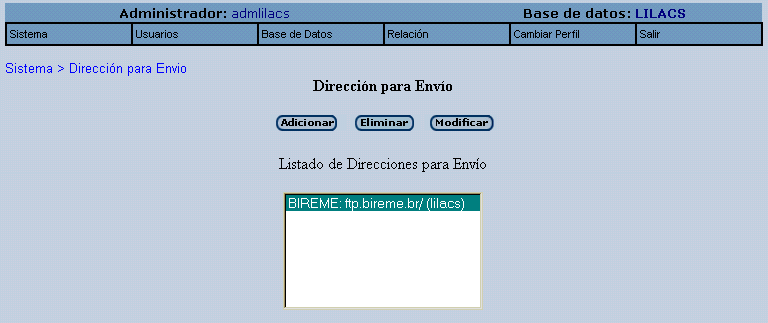 Administrador: admlilacs Base de datos: LILACS
Sistema Usuarios Base de Datos Relación Cambiar Perfil Salir
Sistema > Dirección para Envio
Dirección para Envío
Adicionar Eliminar Modificar
Listado de Direcciones para Envío
BIREME: ftp.bireme.br/ (lilacs)